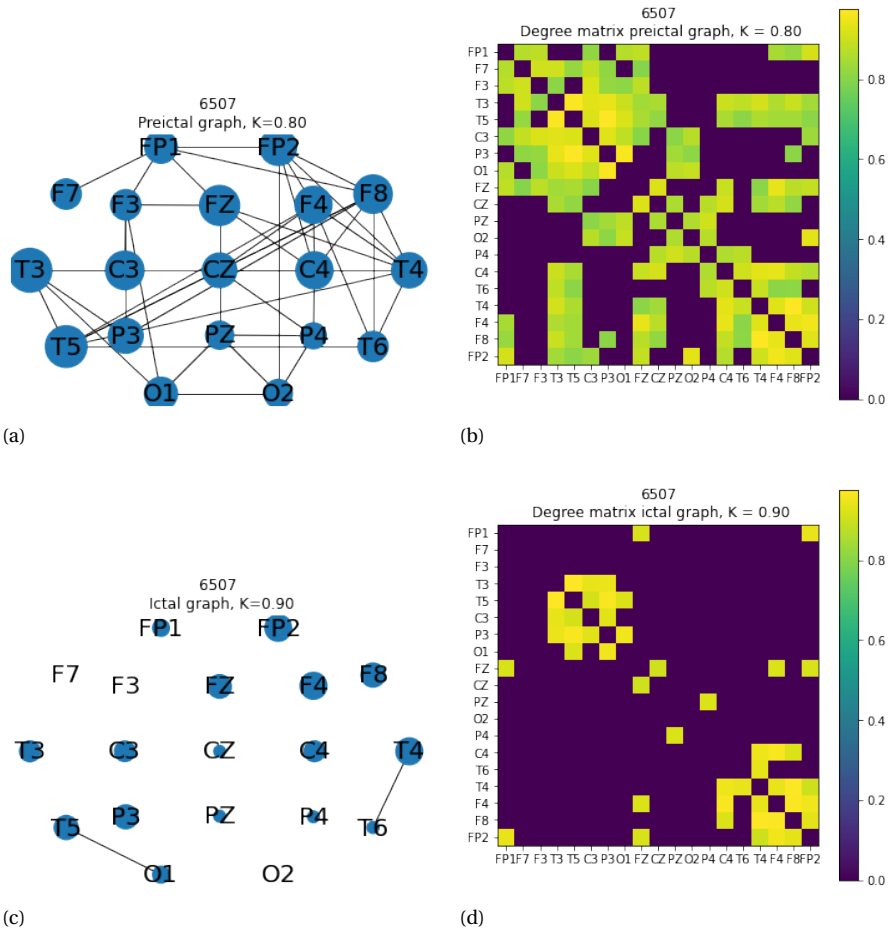 6507
Preictal graph, K=0.80
FP1 FP2
F7 F8
F3 FZ F4
T3 C3 CZ C4 T4
T5 P3 PZ P4 T6
O1 O2
(a)
6507
Degree matrix preictal graph, K = 0.80
FP1
F7
F3
T3
T5
C3
P3
O1
FZ
CZ
PZ
O2
P4
C4
T6
T4
F4
F8
FP2
FP1 F7 F3 T3 T5 C3 P3 O1 FZ CZ PZ O2 P4 C4 T6 T4 F4 F8 FP2
0.8
0.6
0.4
0.2
0.0
(b)
6507
Ictal graph, K=0.90
FP1 FP2
F7 F8
F3 FZ F4
T3 C3 CZ C4 T4
T5 P3 PZ P4 T6
O1 O2
(c)
6507
Degree matrix ictal graph, K = 0.90
FP1
F7
F3
T3
T5
C3
P3
O1
FZ
CZ
PZ
O2
P4
C4
T6
T4
F4
F8
FP2
FP1 F7 F3 T3 T5 C3 P3 O1 FZ CZ PZ O2 P4 C4 T6 T4 F4 F8 FP2
0.8
0.6
0.4
0.2
0.0
(d)